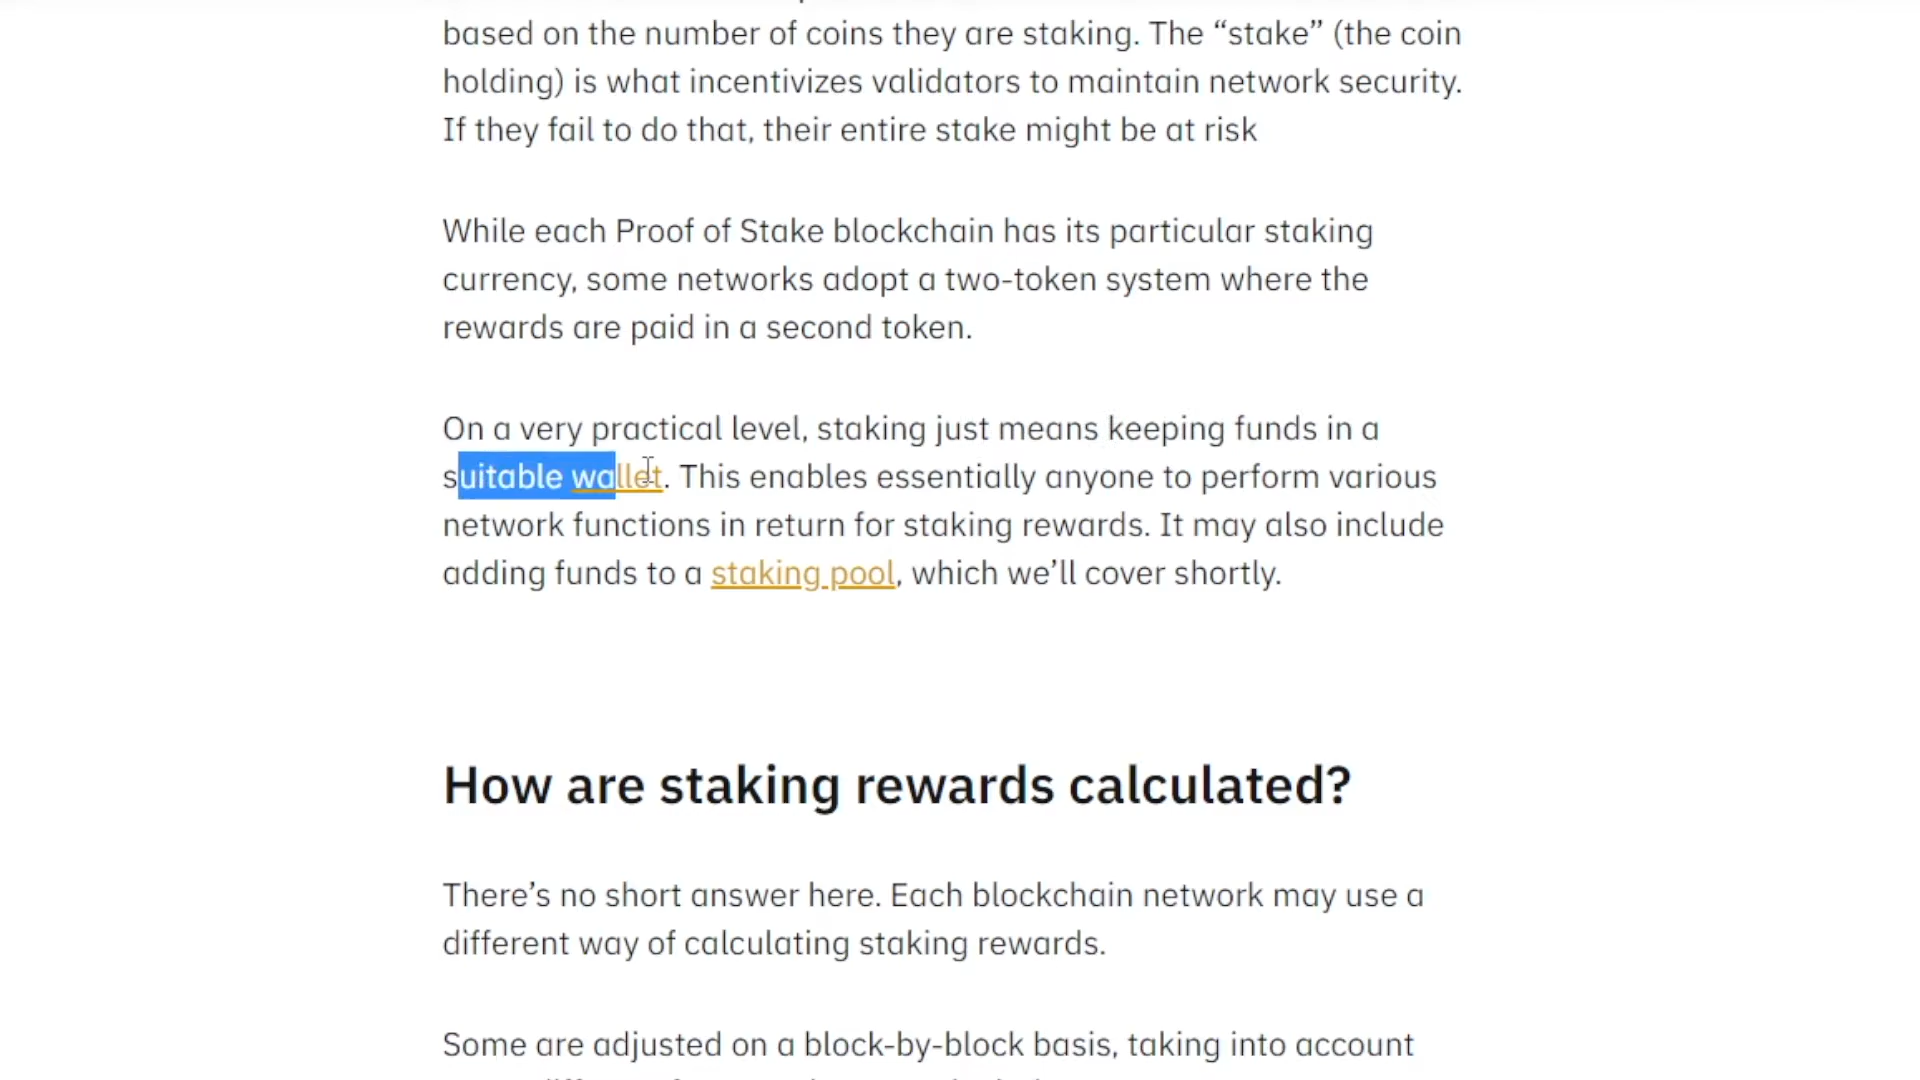 based on the number of coins they are staking. The “stake” (the coin
holding) is what incentivizes validators to maintain network security.
If they fail to do that, their entire stake might be at risk
While each Proof of Stake blockchain has its particular staking
currency, some networks adopt a two-token system where the
rewards are paid in a second token.
On a very practical level, staking just means keeping funds in a
suitable wallet. This enables essentially anyone to perform various
network functions in return for staking rewards. It may also include
adding funds to a staking pool, which we’ll cover shortly.
How are staking rewards calculated?
There’s no short answer here. Each blockchain network may use a
different way of calculating staking rewards.
Some are adjusted on a block-by-block basis, taking into account